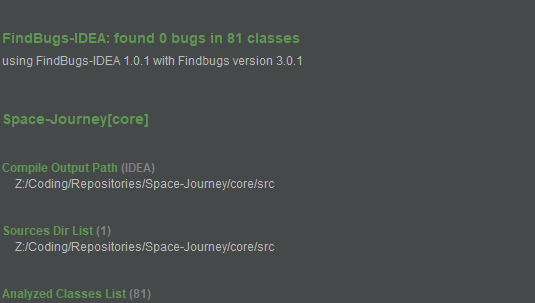 FindBugs-IDEA: found 0 bugs in 81 classes
using FindBugs-IDEA 1.0.1 with Findbugs version 3.0.1
Space-Journey[core]
Compile Output Path (IDEA)
Z:/Coding/Repositories/Space-Journey/core/src
Sources Dir List (1)
Z:/Coding/Repositories/Space-Journey/core/src
Analyzed Classes List (81)